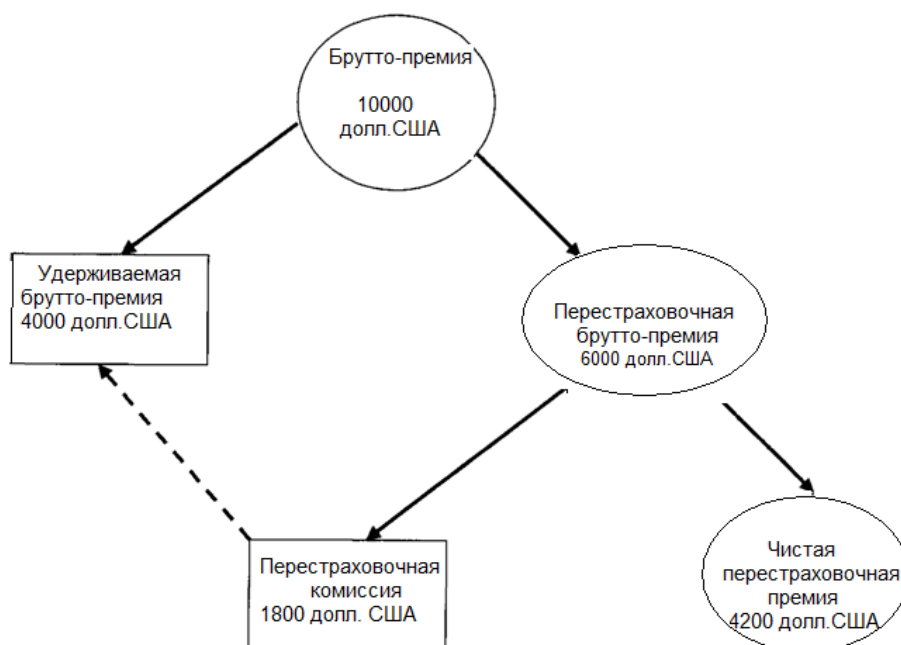 Брутто-премия
10000
долл.США
Удерживаемая
брутто-премия
4000 долл.США
Перестраховочная
брутто-премия
6000 долл.США
Перестраховочная
комиссия
1800 долл. США
Чистая
перестраховочная
премия
4200 долл.США